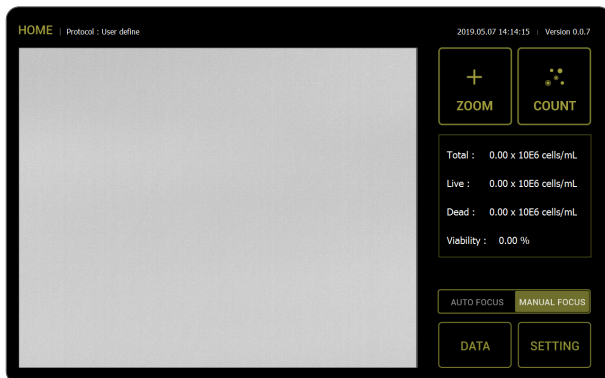 HOME | Protocol : User define
2019.05.07 14:14:15 | Version 0.0.7
ZOOM
COUNT
Total : 0.00 x 10E6 cells/mL
Live : 0.00 x 10E6 cells/mL
Dead : 0.00 x 10E6 cells/mL
Viability : 0.00 %
AUTO FOCUS
MANUAL FOCUS
DATA
SETTING